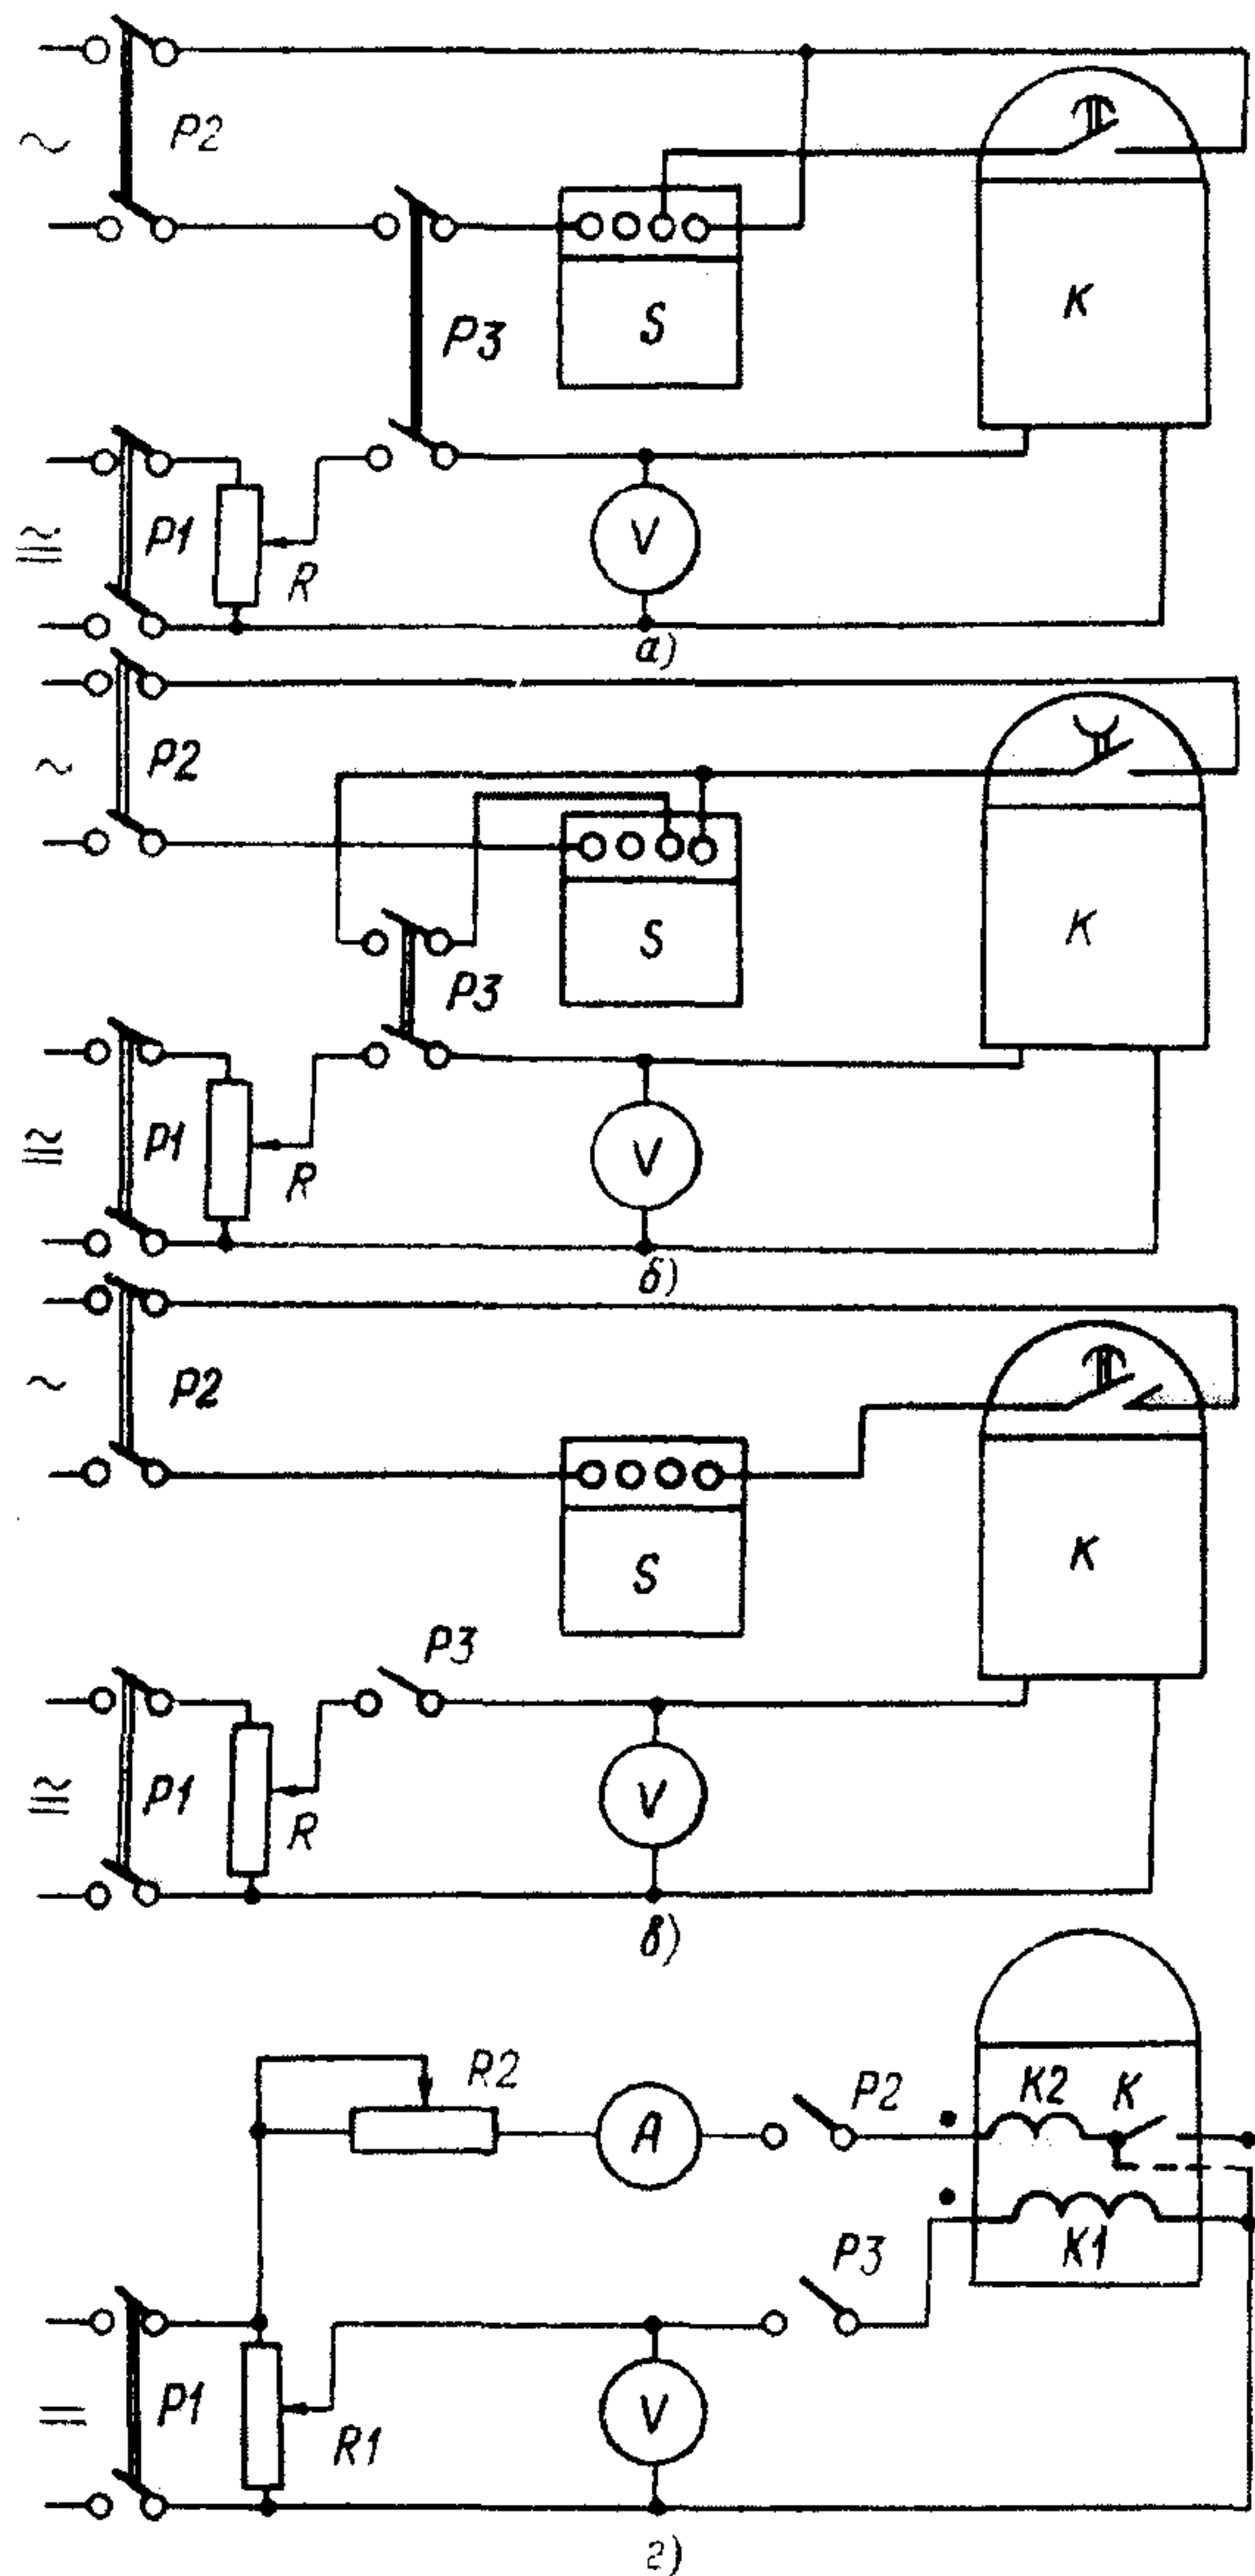 ~
P2
P3
S
K
P1
R
V
а)
~
P2
P3
S
K
P1
R
V
б)
~
P2
S
K
P3
P1
R
V
в)
R2
A
P2
K2
K
K1
P3
P1
R1
V
г)